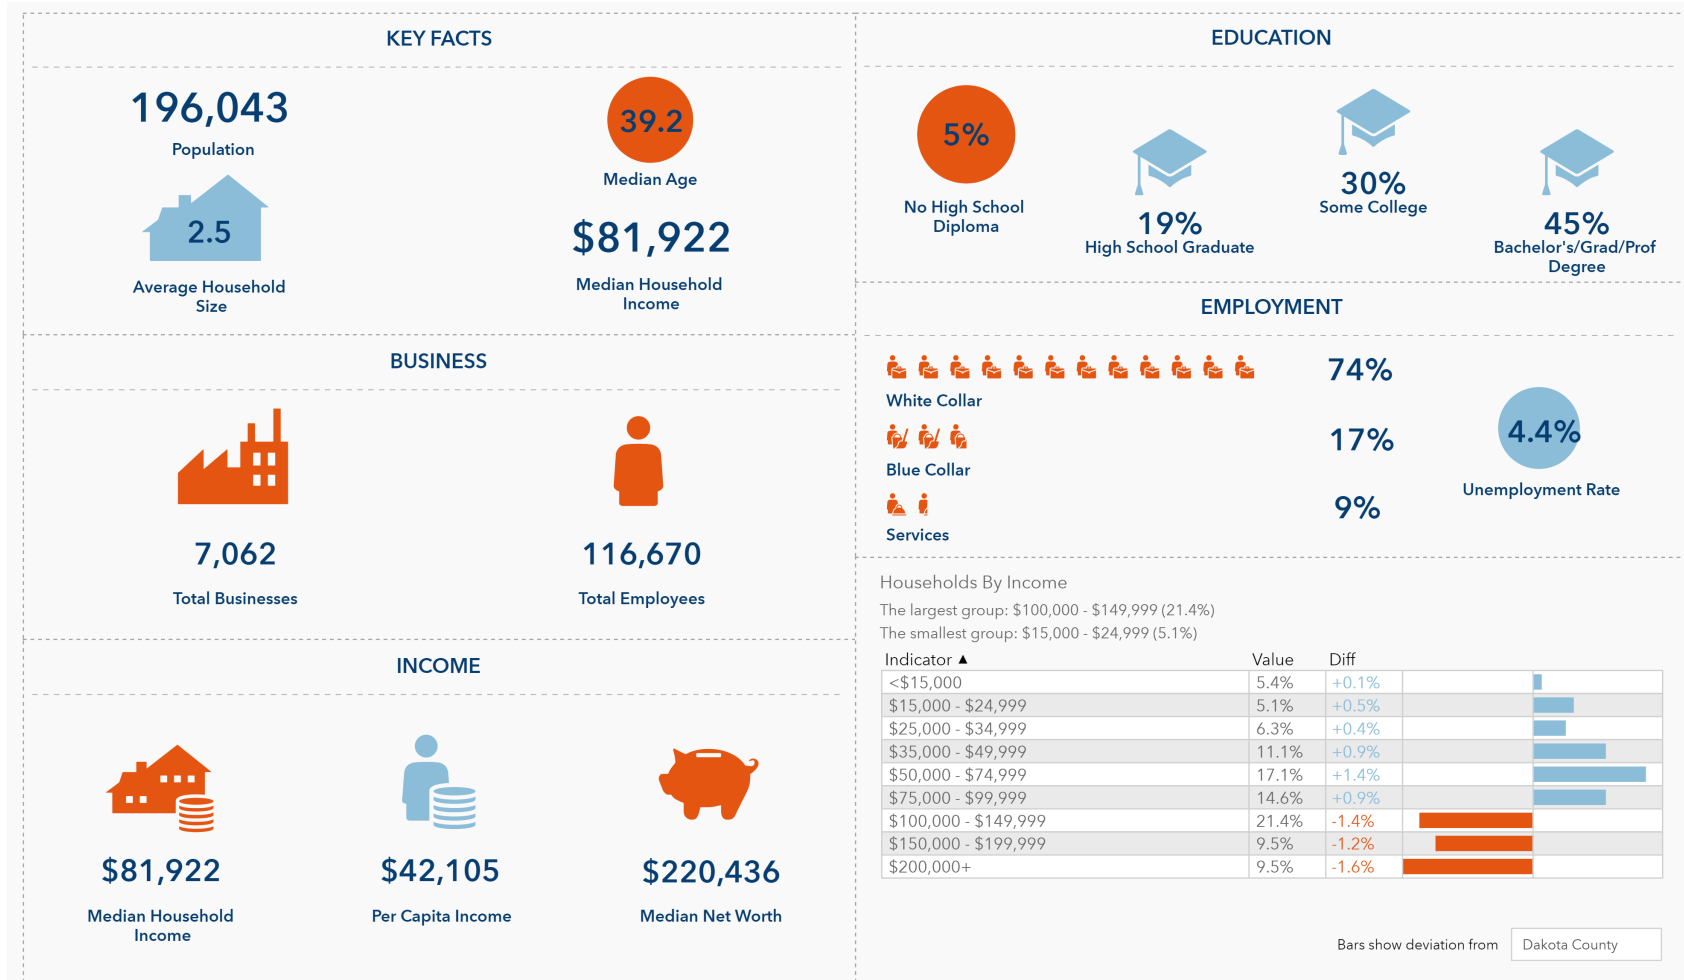 KEY FACTS
196,043
Population
39.2
Median Age
2.5
Average Household
Size
$81,922
Median Household
Income
BUSINESS
7,062
Total Businesses
116,670
Total Employees
INCOME
$81,922
Median Household
Income
$42,105
Per Capita Income
$220,436
Median Net Worth
EDUCATION
5%
No High School
Diploma
19%
High School Graduate
30%
Some College
45%
Bachelor's/Grad/Prof
Degree
EMPLOYMENT
74%
White Collar
17%
Blue Collar
9%
Services
4.4%
Unemployment Rate
Households By Income
The largest group: $100,000 - $149,999 (21.4%)
The smallest group: $15,000 - $24,999 (5.1%)
Indicator ▲ Value Diff
<$15,000 5.4% +0.1%
$15,000 - $24,999 5.1% +0.5%
$25,000 - $34,999 6.3% +0.4%
$35,000 - $49,999 11.1% +0.9%
$50,000 - $74,999 17.1% +1.4%
$75,000 - $99,999 14.6% +0.9%
$100,000 - $149,999 21.4% -1.4%
$150,000 - $199,999 9.5% -1.2%
$200,000+ 9.5% -1.6%
Bars show deviation from Dakota County